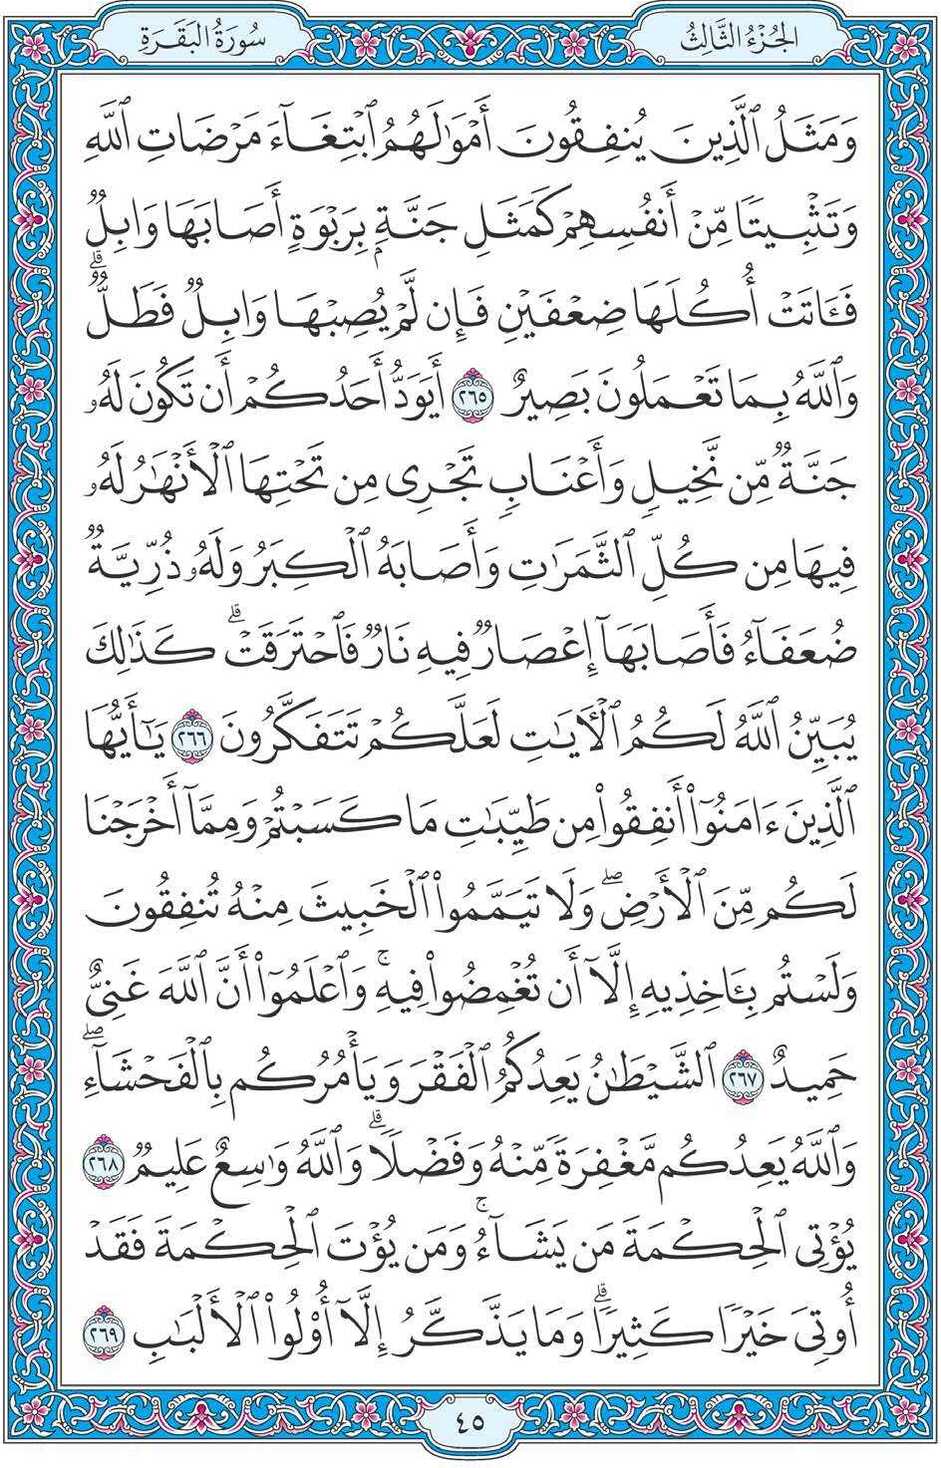 الجُزْءُ الثَّالِثُ
سُورَةُ البَقَرَةِ
وَمَثَلُ ٱلَّذِينَ يُنفِقُونَ أَمْوَٰلَهُمُ ٱبْتِغَآءَ مَرْضَاتِ ٱللَّهِ
وَتَثْبِيتًا مِّنْ أَنفُسِهِمْ كَمَثَلِ جَنَّةٍۭ بِرَبْوَةٍ أَصَابَهَا وَابِلٌ
فَـَٔاتَتْ أُكُلَهَا ضِعْفَيْنِ فَإِن لَّمْ يُصِبْهَا وَابِلٌ فَطَلٌّ ۗ
وَٱللَّهُ بِمَا تَعْمَلُونَ بَصِيرٌ ٢٦٥ أَيَوَدُّ أَحَدُكُمْ أَن تَكُونَ لَهُۥ
جَنَّةٌ مِّن نَّخِيلٍ وَأَعْنَابٍ تَجْرِى مِن تَحْتِهَا ٱلْأَنْهَٰرُ لَهُۥ
فِيهَا مِن كُلِّ ٱلثَّمَرَٰتِ وَأَصَابَهُ ٱلْكِبَرُ وَلَهُۥ ذُرِّيَّةٌ
ضُعَفَآءُ فَأَصَابَهَآ إِعْصَارٌ فِيهِ نَارٌ فَٱحْتَرَقَتْ ۗ كَذَٰلِكَ
يُبَيِّنُ ٱللَّهُ لَكُمُ ٱلْـَٔايَٰتِ لَعَلَّكُمْ تَتَفَكَّرُونَ ٢٦٦ يَٰٓأَيُّهَا
ٱلَّذِينَ ءَامَنُوٓا۟ أَنفِقُوا۟ مِن طَيِّبَٰتِ مَا كَسَبْتُمْ وَمِمَّآ أَخْرَجْنَا
لَكُم مِّنَ ٱلْأَرْضِ ۖ وَلَا تَيَمَّمُوا۟ ٱلْخَبِيثَ مِنْهُ تُنفِقُونَ
وَلَسْتُم بِـَٔاخِذِيهِ إِلَّآ أَن تُغْمِضُوا۟ فِيهِ ۚ وَٱعْلَمُوٓا۟ أَنَّ ٱللَّهَ غَنِىٌّ
حَمِيدٌ ٢٦٧ ٱلشَّيْطَٰنُ يَعِدُكُمُ ٱلْفَقْرَ وَيَأْمُرُكُم بِٱلْفَحْشَآءِ ۖ
وَٱللَّهُ يَعِدُكُم مَّغْفِرَةً مِّنْهُ وَفَضْلًا ۗ وَٱللَّهُ وَٰسِعٌ عَلِيمٌ ٢٦٨
يُؤْتِى ٱلْحِكْمَةَ مَن يَشَآءُ ۚ وَمَن يُؤْتَ ٱلْحِكْمَةَ فَقَدْ
أُوتِىَ خَيْرًا كَثِيرًا ۗ وَمَا يَذَّكَّرُ إِلَّآ أُو۟لُوا۟ ٱلْأَلْبَٰبِ ٢٦٩
٤٥